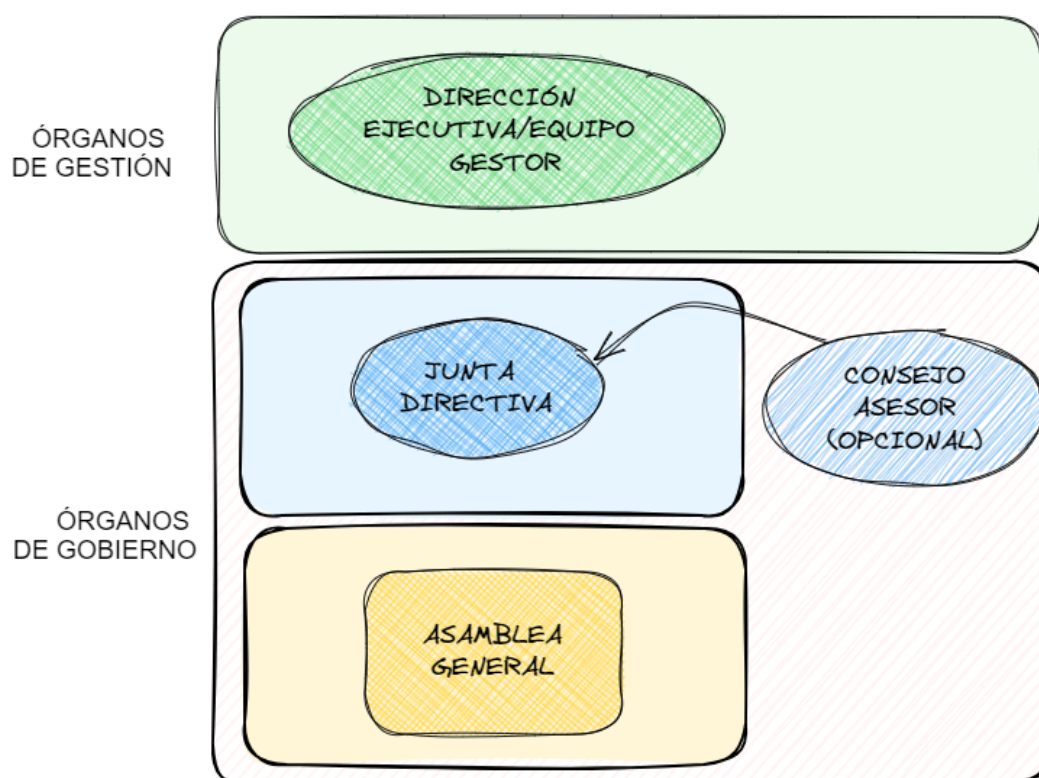 DIRECCIÓN
EJECUTIVA/EQUIPO
GESTOR
ÓRGANOS
DE GESTIÓN
JUNTA
DIRECTIVA
CONSEJO
ASESOR
(OPCIONAL)
ÓRGANOS
DE GOBIERNO
ASAMBLEA
GENERAL